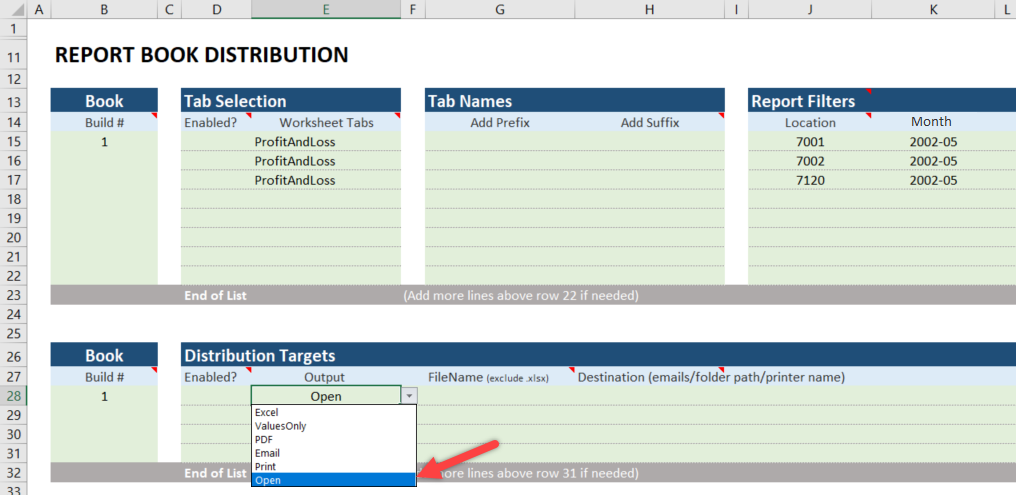 A B C D E F G H I J K L
1
11 REPORT BOOK DISTRIBUTION
12
13 Book Tab Selection Tab Names Report Filters
14 Build # Enabled? Worksheet Tabs Add Prefix Add Suffix Location Month
15 1 ProfitAndLoss 7001 2002-05
16 ProfitAndLoss 7002 2002-05
17 ProfitAndLoss 7120 2002-05
18
19
20
21
22
23 End of List (Add more lines above row 22 if needed)
24
25
26 Book Distribution Targets
27 Build # Enabled? Output FileName (exclude .xlsx) Destination (emails/folder path/printer name)
28 1 Open
29 Excel
ValuesOnly
30 PDF
31 Email
Print
32 End of List more lines above row 31 if needed)
Open
33